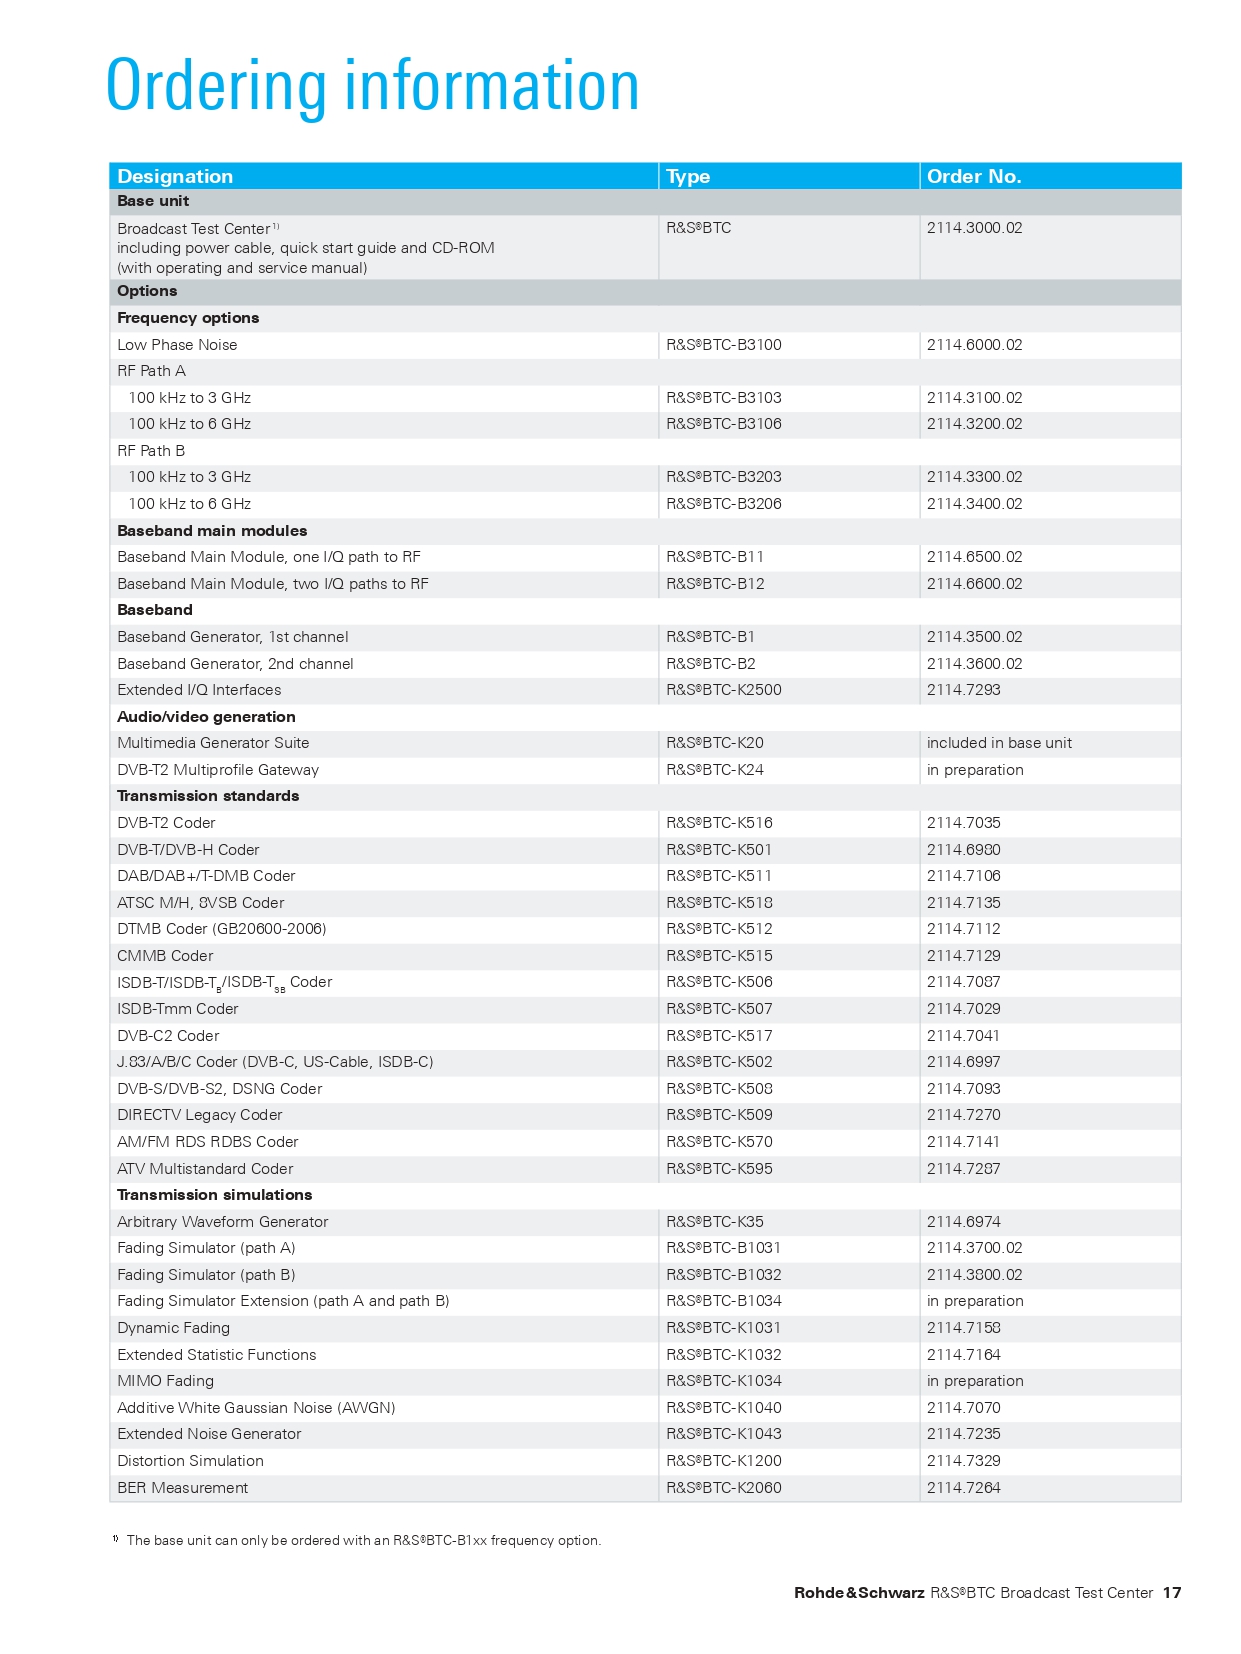 Ordering information
Designation Type Order No.
Base unit
Broadcast Test Center 1) R&S®BTC 2114.3000.02
including power cable, quick start guide and CD-ROM
(with operating and service manual)
Options
Frequency options
Low Phase Noise R&S®BTC-B3100 2114.6000.02
RF Path A
100 kHz to 3 GHz R&S®BTC-B3103 2114.3100.02
100 kHz to 6 GHz R&S®BTC-B3106 2114.3200.02
RF Path B
100 kHz to 3 GHz R&S®BTC-B3203 2114.3300.02
100 kHz to 6 GHz R&S®BTC-B3206 2114.3400.02
Baseband main modules
Baseband Main Module, one I/Q path to RF R&S®BTC-B11 2114.6500.02
Baseband Main Module, two I/Q paths to RF R&S®BTC-B12 2114.6600.02
Baseband
Baseband Generator, 1st channel R&S®BTC-B1 2114.3500.02
Baseband Generator, 2nd channel R&S®BTC-B2 2114.3600.02
Extended I/Q Interfaces R&S®BTC-K2500 2114.7293
Audio/video generation
Multimedia Generator Suite R&S®BTC-K20 included in base unit
DVB-T2 Multiprofile Gateway R&S®BTC-K24 in preparation
Transmission standards
DVB-T2 Coder R&S®BTC-K516 2114.7035
DVB-T/DVB-H Coder R&S®BTC-K501 2114.6980
DAB/DAB+/T-DMB Coder R&S®BTC-K511 2114.7106
ATSC M/H, 8VSB Coder R&S®BTC-K518 2114.7135
DTMB Coder (GB20600-2006) R&S®BTC-K512 2114.7112
CMMB Coder R&S®BTC-K515 2114.7129
ISDB-T/ISDB-TB/ISDB-TSB Coder R&S®BTC-K506 2114.7087
ISDB-Tmm Coder R&S®BTC-K507 2114.7029
DVB-C2 Coder R&S®BTC-K517 2114.7041
J.83/A/B/C Coder (DVB-C, US-Cable, ISDB-C) R&S®BTC-K502 2114.6997
DVB-S/DVB-S2, DSNG Coder R&S®BTC-K508 2114.7093
DIRECTV Legacy Coder R&S®BTC-K509 2114.7270
AM/FM RDS RDBS Coder R&S®BTC-K570 2114.7141
ATV Multistandard Coder R&S®BTC-K595 2114.7287
Transmission simulations
Arbitrary Waveform Generator R&S®BTC-K35 2114.6974
Fading Simulator (path A) R&S®BTC-B1031 2114.3700.02
Fading Simulator (path B) R&S®BTC-B1032 2114.3800.02
Fading Simulator Extension (path A and path B) R&S®BTC-B1034 in preparation
Dynamic Fading R&S®BTC-K1031 2114.7158
Extended Statistic Functions R&S®BTC-K1032 2114.7164
MIMO Fading R&S®BTC-K1034 in preparation
Additive White Gaussian Noise (AWGN) R&S®BTC-K1040 2114.7070
Extended Noise Generator R&S®BTC-K1043 2114.7235
Distortion Simulation R&S®BTC-K1200 2114.7329
BER Measurement R&S®BTC-K2060 2114.7264
1) The base unit can only be ordered with an R&S®BTC-B1xx frequency option.
Rohde & Schwarz R&S®BTC Broadcast Test Center 17